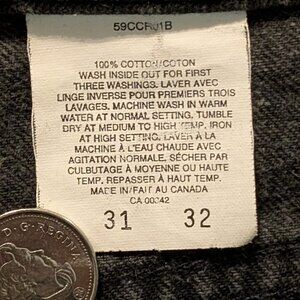 59CCR01B
100% COTTON/COTON
WASH INSIDE OUT FOR FIRST
THREE WASHINGS. LAVER AVEC
LINGE INVERSE POUR PREMIERS TROIS
LAVAGES. MACHINE WASH IN WARM
WATER AT NORMAL SETTING, TUMBLE
DRY AT MEDIUM TO HIGH TEMP. IRON
AT HIGH SETTING. LAVER À LA
MACHINE À L'EAU CHAUDE AVEC
AGITATION NORMALE. SÉCHER PAR
CULBUTAGE À MOYENNE OU HAUTE
TEMP. REPASSER À HAUT TEMP.
MADE IN/FAIT AU CANADA
CA 00342
31 32
D·G·REGINA